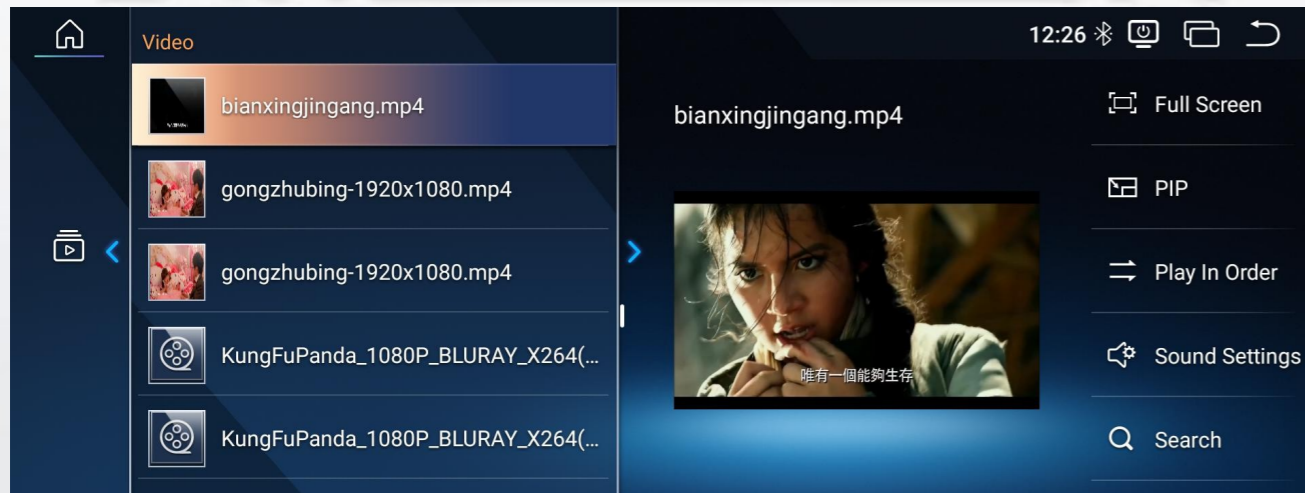 Video
12:26
bianxingjingang.mp4
gongzhubing-1920x1080.mp4
gongzhubing-1920x1080.mp4
KungFuPanda_1080P_BLURAY_X264(...
KungFuPanda_1080P_BLURAY_X264(...
bianxingjingang.mp4
唯有一個能夠生存
Full Screen
PIP
Play In Order
Sound Settings
Search